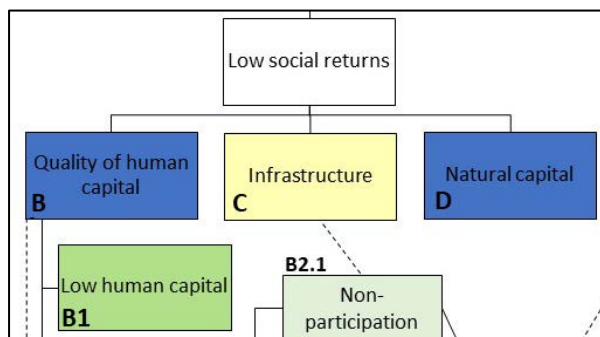 Low social returns
Quality of human
capital
B
Infrastructure
C
Natural capital
D
Low human capital
B1
B2.1
Non-
participation